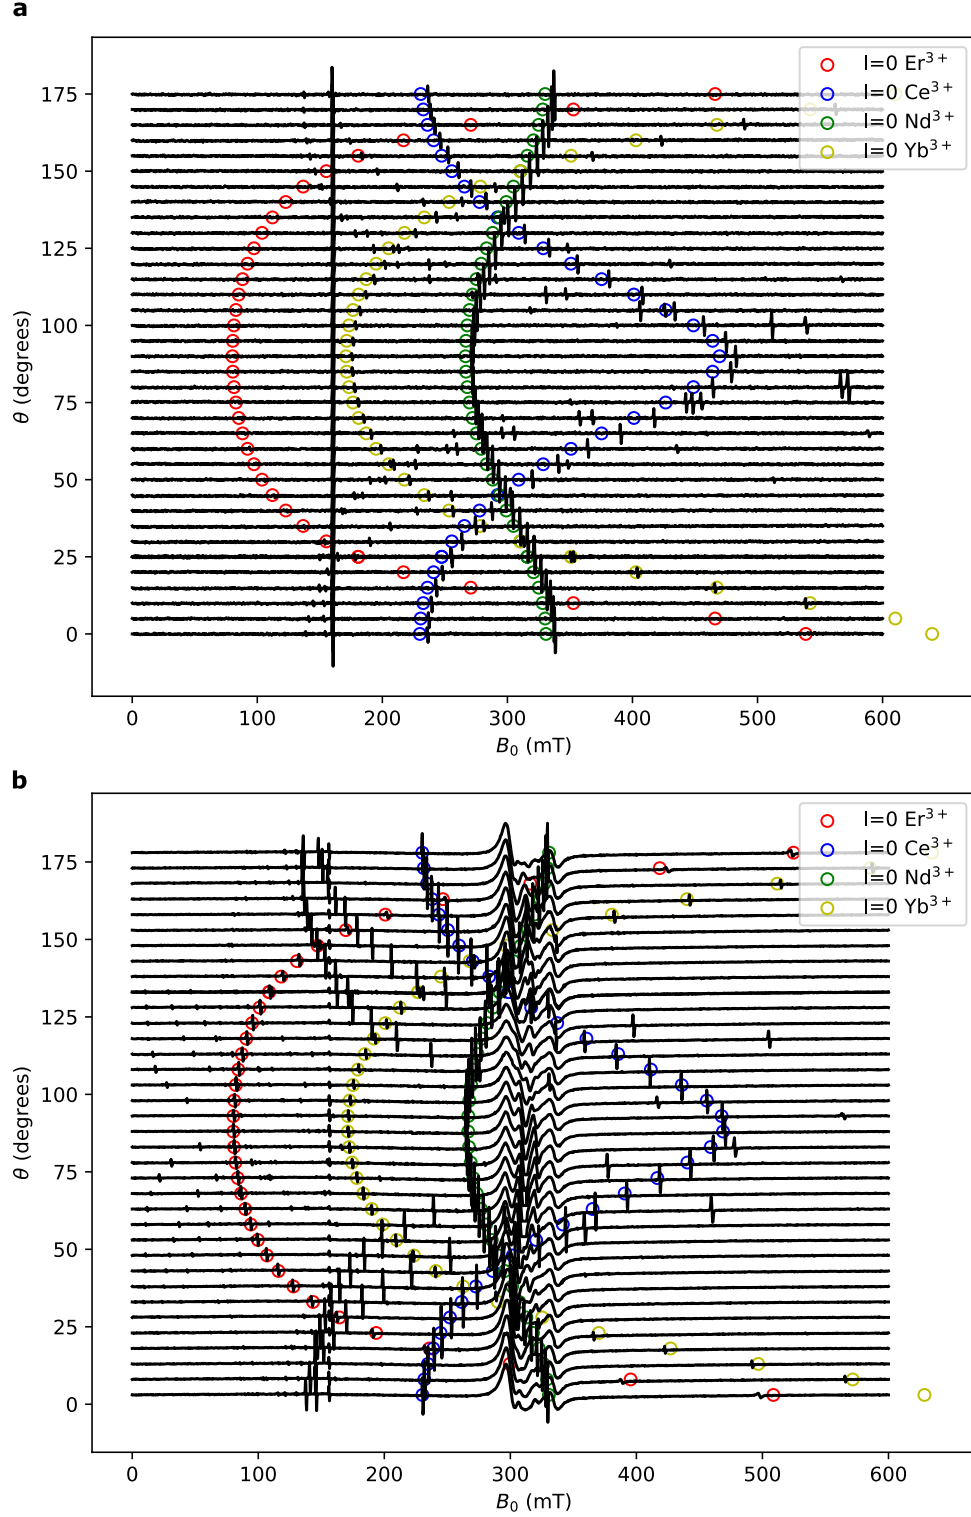 a
I=0 Er³⁺
I=0 Ce³⁺
I=0 Nd³⁺
I=0 Yb³⁺
175
150
125
100
75
50
25
0
θ (degrees)
0 100 200 300 400 500 600
B₀ (mT)
b
I=0 Er³⁺
I=0 Ce³⁺
I=0 Nd³⁺
I=0 Yb³⁺
175
150
125
100
75
50
25
0
θ (degrees)
0 100 200 300 400 500 600
B₀ (mT)